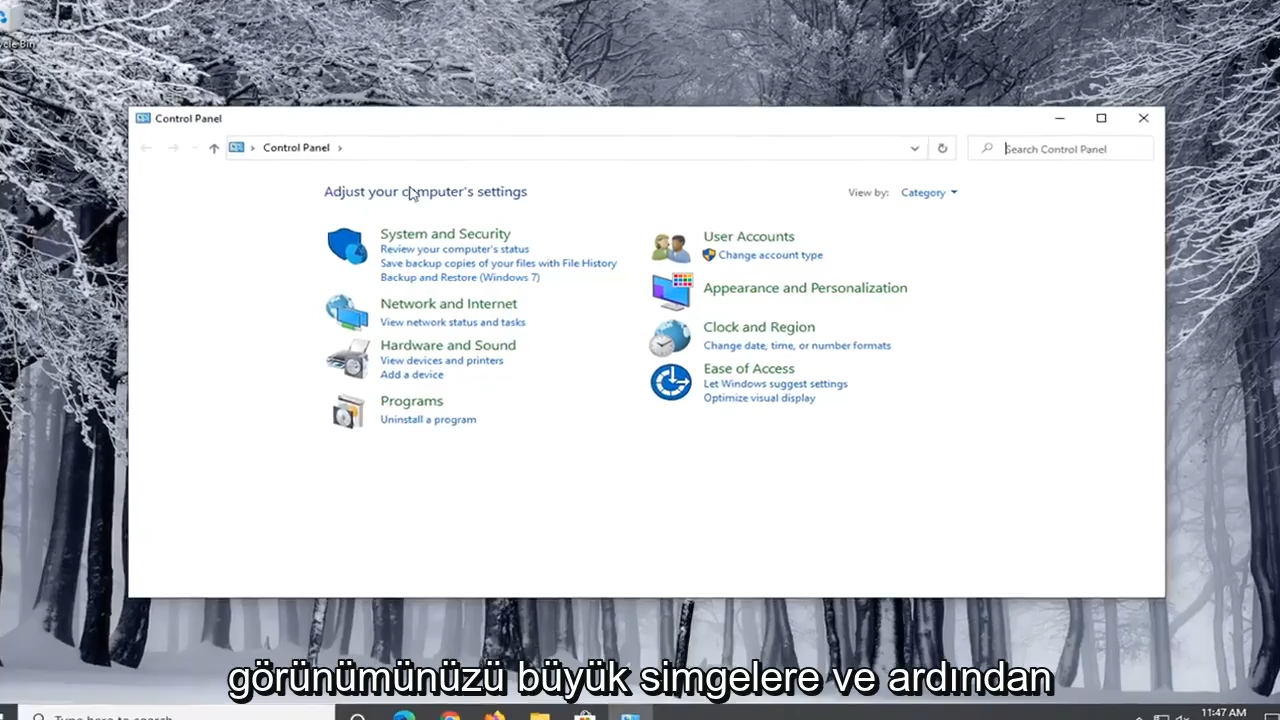 Control Panel
Control Panel
Search Control Panel
Adjust your computer's settings
View by: Category
System and Security
Review your computer's status
Save backup copies of your files with File History
Backup and Restore (Windows 7)
Network and Internet
View network status and tasks
Hardware and Sound
View devices and printers
Add a device
Programs
Uninstall a program
User Accounts
Change account type
Appearance and Personalization
Clock and Region
Change date, time, or number formats
Ease of Access
Let Windows suggest settings
Optimize visual display
görünümünüzü büyük simgelere ve ardından
Type here to search
11:47 AM